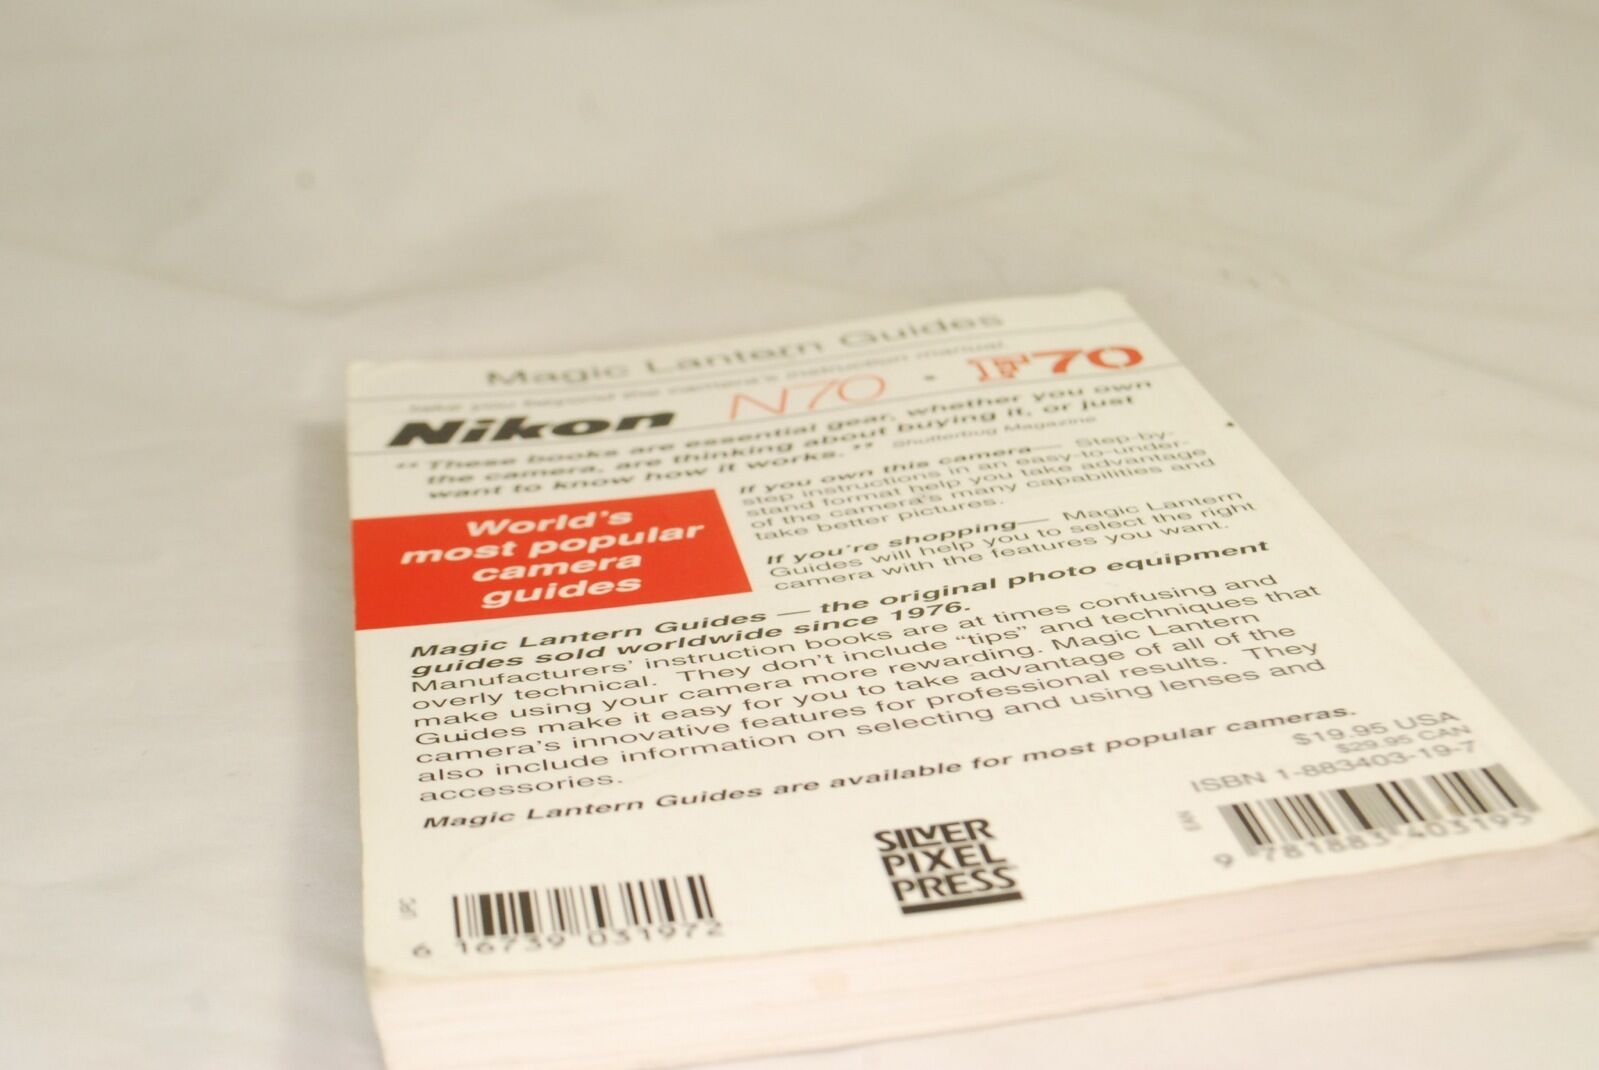 Magic Lantern Guides
take you beyond the camera's instruction manual
Nikon N70 • F70
“These books are essential gear, whether you own
the camera, are thinking about buying it, or just
want to know how it works.” Shutterbug Magazine
World's
most popular
camera
guides
If you own this camera— Step-by-
step instructions in an easy-to-under-
stand format help you take advantage
of the camera's many capabilities and
take better pictures.
If you're shopping— Magic Lantern
Guides will help you to select the right
camera with the features you want.
Magic Lantern Guides — the original photo equipment
guides sold worldwide since 1976.
Manufacturers' instruction books are at times confusing and
overly technical. They don't include “tips” and techniques that
make using your camera more rewarding. Magic Lantern
Guides make it easy for you to take advantage of all of the
camera's innovative features for professional results. They
also include information on selecting and using lenses and
accessories.
Magic Lantern Guides are available for most popular cameras.
$19.95 USA
$29.95 CAN
ISBN 1-883403-19-7
EAN
9 781883 403195
SILVER
PIXEL
PRESS
UPC
6 16739 03197 2